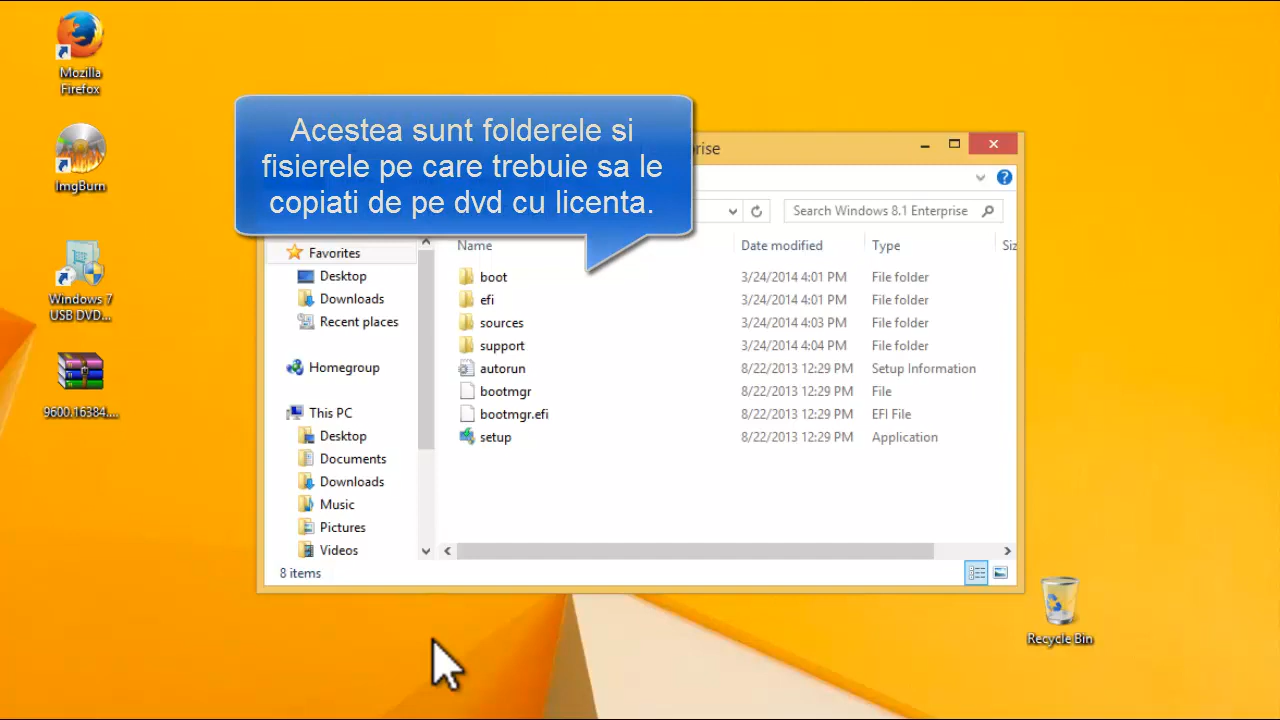 Mozilla
Firefox
ImgBurn
Windows 7
USB DVD...
9600.16384....
Acestea sunt folderele si
fisierele pe care trebuie sa le
copiati de pe dvd cu licenta.
Search Windows 8.1 Enterprise
Name Date modified Type
Favorites
Desktop
Downloads
Recent places
Homegroup
This PC
Desktop
Documents
Downloads
Music
Pictures
Videos
boot 3/24/2014 4:01 PM File folder
efi 3/24/2014 4:01 PM File folder
sources 3/24/2014 4:03 PM File folder
support 3/24/2014 4:04 PM File folder
autorun 8/22/2013 12:29 PM Setup Information
bootmgr 8/22/2013 12:29 PM File
bootmgr.efi 8/22/2013 12:29 PM EFI File
setup 8/22/2013 12:29 PM Application
8 items
Recycle Bin